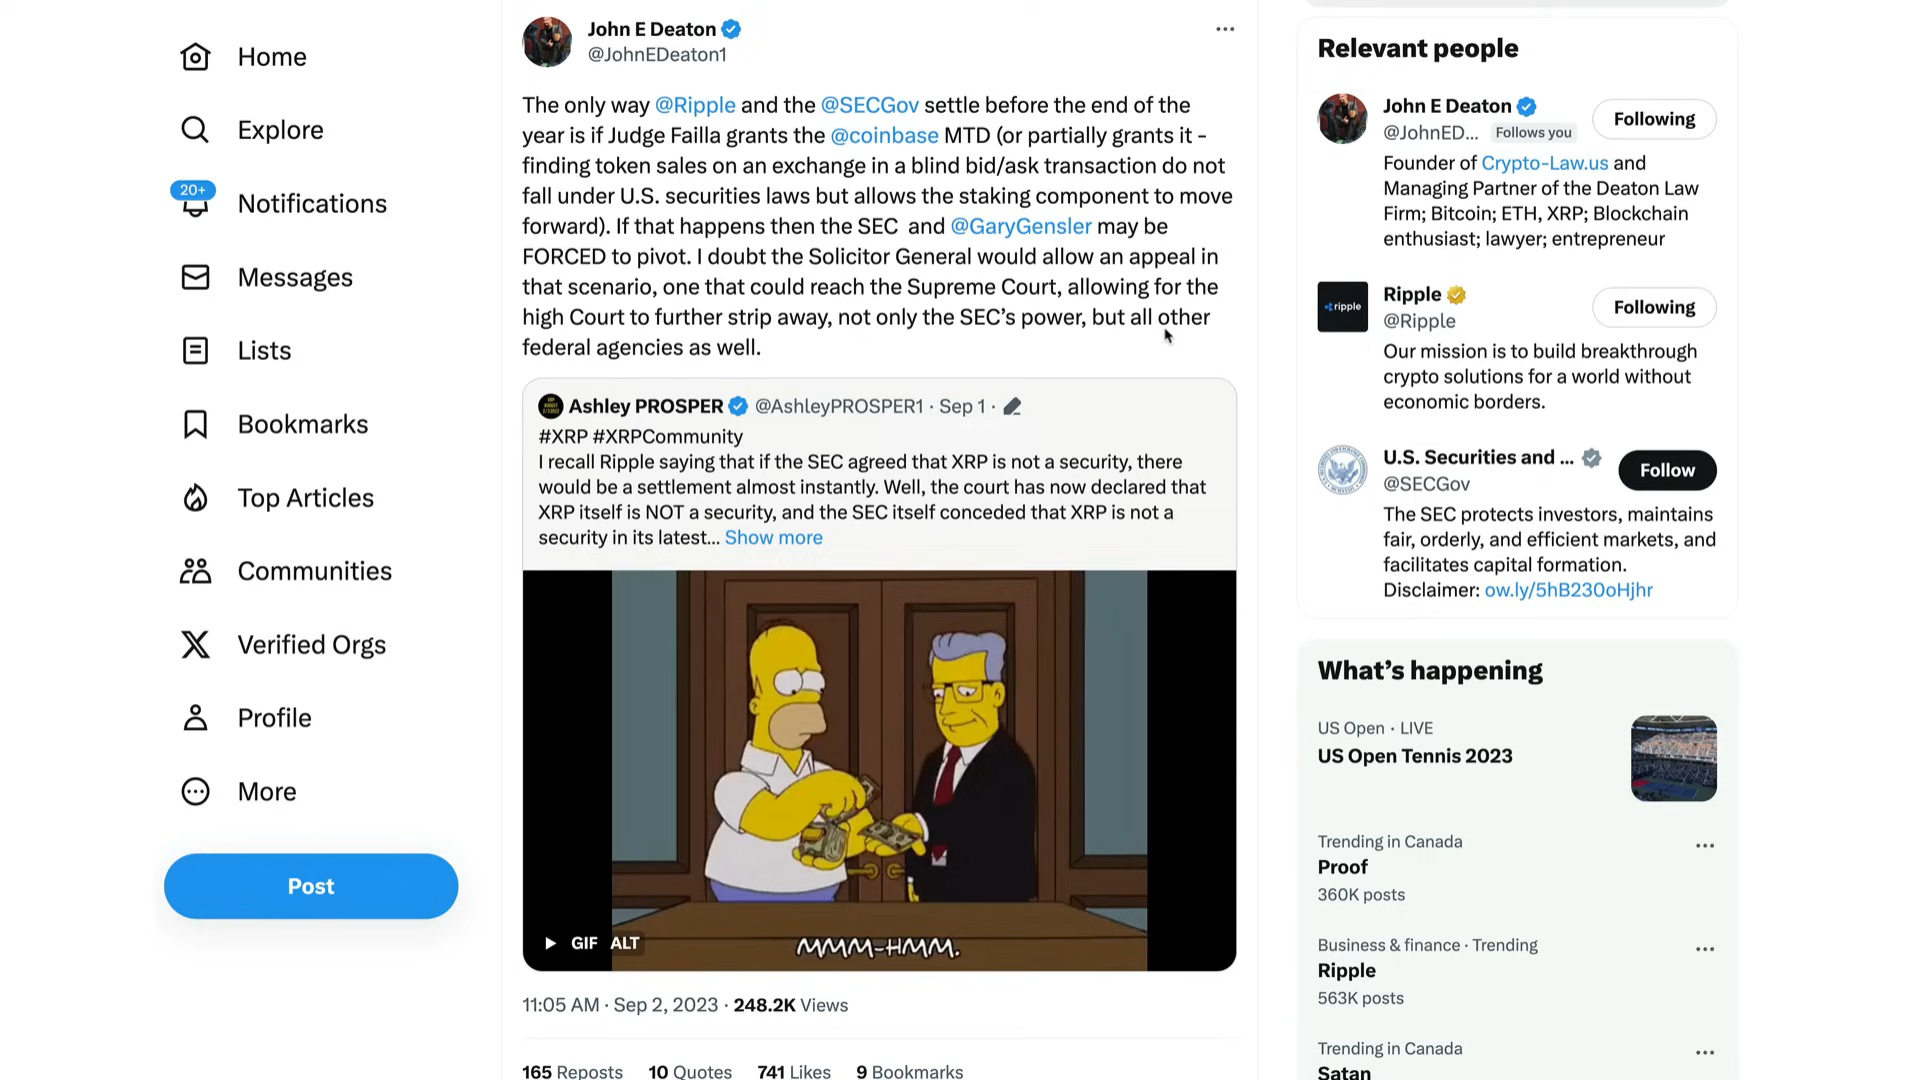 Home
Explore
20+
Notifications
Messages
Lists
Bookmarks
Top Articles
Communities
Verified Orgs
Profile
More
Post
John E Deaton
@JohnEDeaton1
The only way @Ripple and the @SECGov settle before the end of the
year is if Judge Failla grants the @coinbase MTD (or partially grants it -
finding token sales on an exchange in a blind bid/ask transaction do not
fall under U.S. securities laws but allows the staking component to move
forward). If that happens then the SEC and @GaryGensler may be
FORCED to pivot. I doubt the Solicitor General would allow an appeal in
that scenario, one that could reach the Supreme Court, allowing for the
high Court to further strip away, not only the SEC’s power, but all other
federal agencies as well.
Ashley PROSPER @AshleyPROSPER1 · Sep 1 ·
#XRP #XRPCommunity
I recall Ripple saying that if the SEC agreed that XRP is not a security, there
would be a settlement almost instantly. Well, the court has now declared that
XRP itself is NOT a security, and the SEC itself conceded that XRP is not a
security in its latest... Show more
GIF ALT
MMM-HMM.
11:05 AM · Sep 2, 2023 · 248.2K Views
165 Reposts 10 Quotes 741 Likes 9 Bookmarks
Relevant people
John E Deaton
@JohnED... Follows you
Following
Founder of Crypto-Law.us and
Managing Partner of the Deaton Law
Firm; Bitcoin; ETH, XRP; Blockchain
enthusiast; lawyer; entrepreneur
ripple
Ripple
@Ripple
Following
Our mission is to build breakthrough
crypto solutions for a world without
economic borders.
U.S. Securities and ...
@SECGov
Follow
The SEC protects investors, maintains
fair, orderly, and efficient markets, and
facilitates capital formation.
Disclaimer: ow.ly/5hB230oHjhr
What’s happening
US Open · LIVE
US Open Tennis 2023
Trending in Canada
Proof
360K posts
Business & finance · Trending
Ripple
563K posts
Trending in Canada
Satan